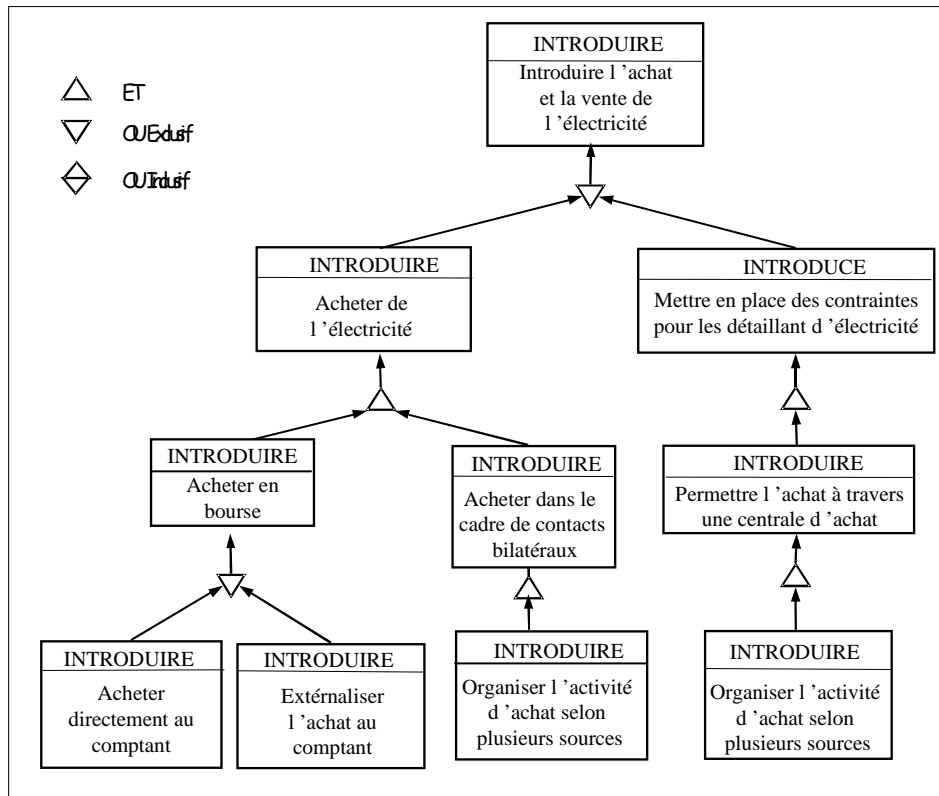 INTRODUIRE
Introduire l 'achat
et la vente de
l 'électricité
ET
OU Exclusif
OU Inclusif
INTRODUIRE
Acheter de
l 'électricité
INTRODUCE
Mettre en place des contraintes
pour les détaillant d 'électricité
INTRODUIRE
Acheter en
bourse
INTRODUIRE
Acheter dans le
cadre de contacts
bilatéraux
INTRODUIRE
Permettre l 'achat à travers
une centrale d 'achat
INTRODUIRE
Acheter
directement au
comptant
INTRODUIRE
Extérnaliser
l 'achat au
comptant
INTRODUIRE
Organiser l 'activité
d 'achat selon
plusieurs sources
INTRODUIRE
Organiser l 'activité
d 'achat selon
plusieurs sources